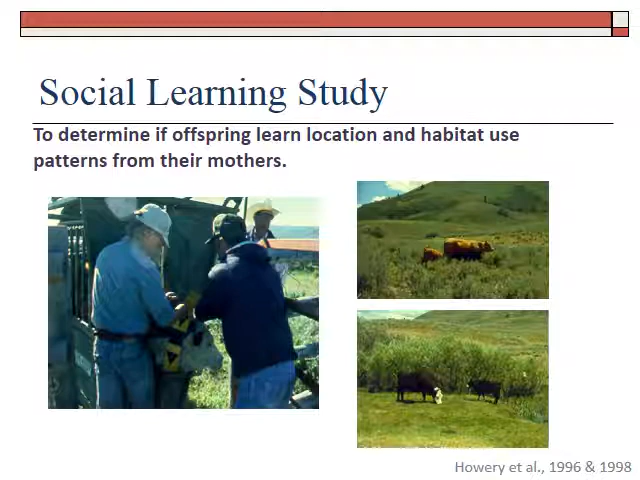 Social Learning Study
To determine if offspring learn location and habitat use
patterns from their mothers.
Howery et al., 1996 & 1998